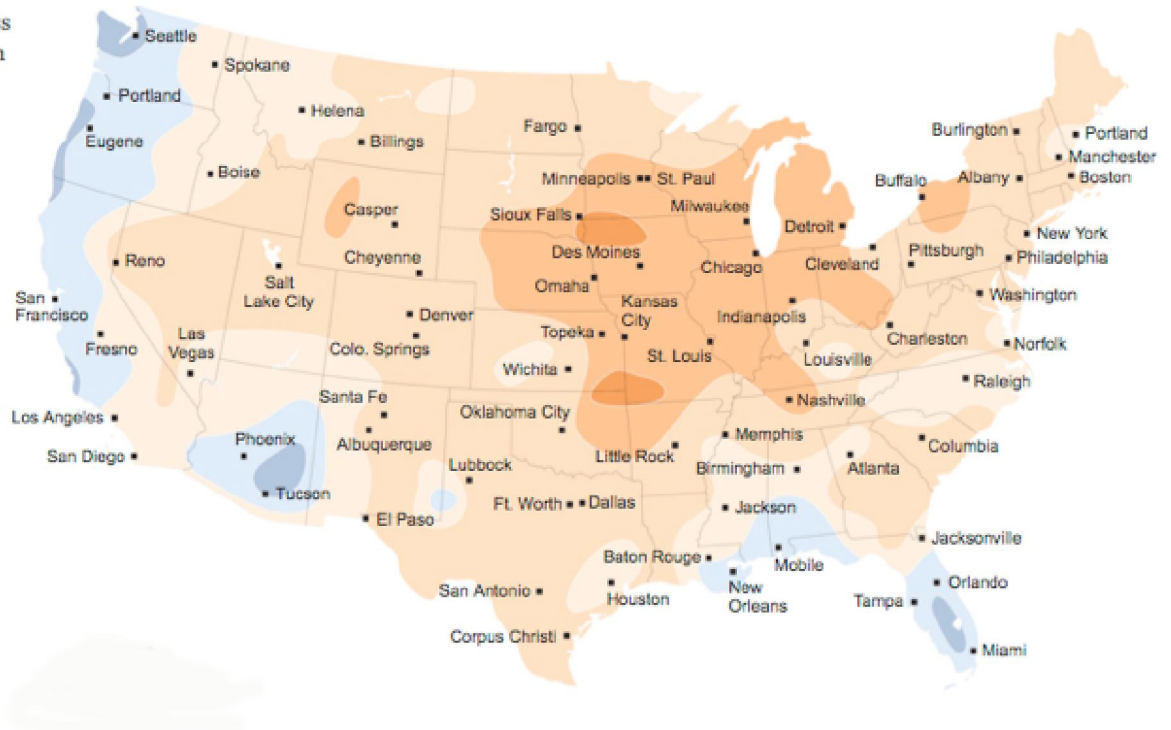 Seattle
Spokane
Portland
Helena
Eugene
Billings
Fargo
Burlington
Portland
Manchester
Boise
Minneapolis
St. Paul
Buffalo
Albany
Boston
Casper
Sioux Falls
Milwaukee
Detroit
New York
Reno
Cheyenne
Des Moines
Chicago
Cleveland
Pittsburgh
Philadelphia
Salt
Lake City
Omaha
Washington
San
Francisco
Denver
Kansas
City
Indianapolis
Fresno
Las
Vegas
Colo. Springs
Topeka
St. Louis
Louisville
Charleston
Norfolk
Wichita
Raleigh
Los Angeles
Santa Fe
Oklahoma City
Nashville
San Diego
Phoenix
Albuquerque
Little Rock
Memphis
Columbia
Lubbock
Birmingham
Atlanta
Tucson
Ft. Worth
Dallas
Jackson
El Paso
Jacksonville
Baton Rouge
Mobile
San Antonio
Houston
New
Orleans
Orlando
Tampa
Corpus Christi
Miami